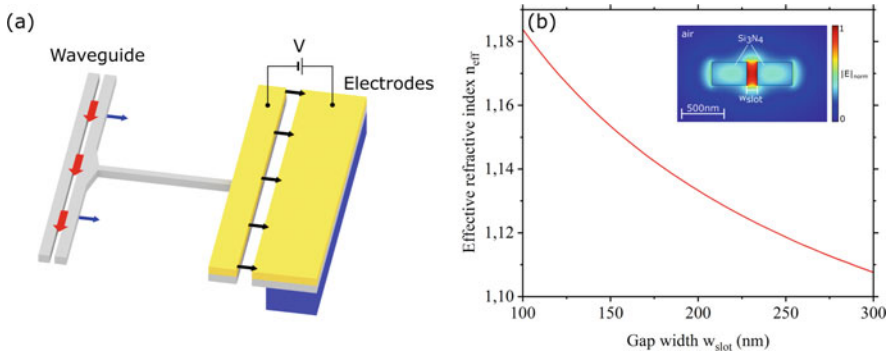 (a)
Waveguide
V
Electrodes
(b)
Effective refractive index n_eff
1,18
1,16
1,14
1,12
1,10
100
150
200
250
300
Gap width w_slot (nm)
air
Si3N4
wslot
500nm
1
|E|norm
0